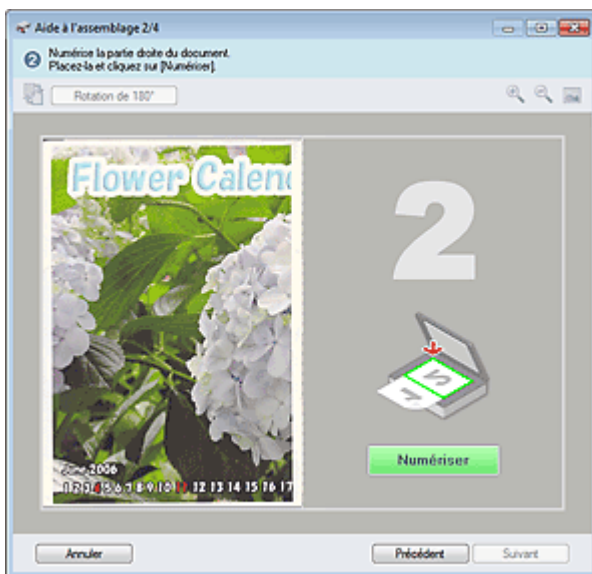 Aide à l'assemblage 2/4
2 Numérise la partie droite du document.
Placez-la et cliquez sur [Numériser].
Rotation de 180°
Flower Calen
2
Numériser
June 2006
1 2 3 4 5 6 7 8 9 10 11 12 13 14 15 16 17
Annuler
Précédent
Suivant